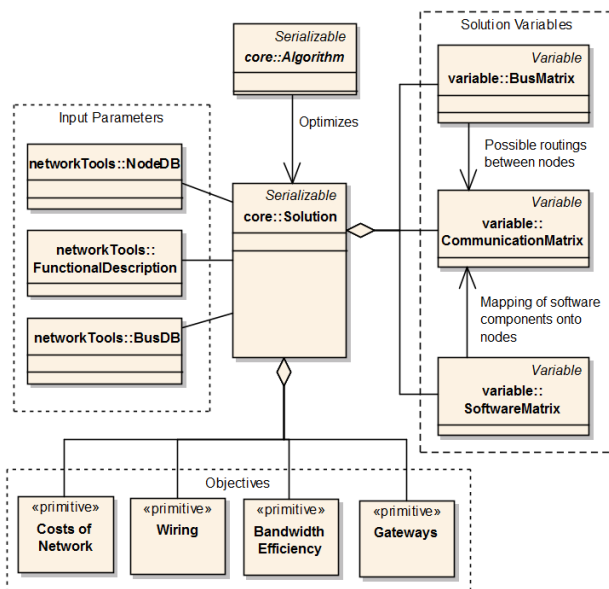 Serializable
core::Algorithm
Optimizes
Input Parameters
networkTools::NodeDB
networkTools::
FunctionalDescription
networkTools::BusDB
Serializable
core::Solution
Solution Variables
Variable
variable::BusMatrix
Possible routings
between nodes
Variable
variable::
CommunicationMatrix
Mapping of software
components onto
nodes
Variable
variable::
SoftwareMatrix
Objectives
«primitive»
Costs of
Network
«primitive»
Wiring
«primitive»
Bandwidth
Efficiency
«primitive»
Gateways